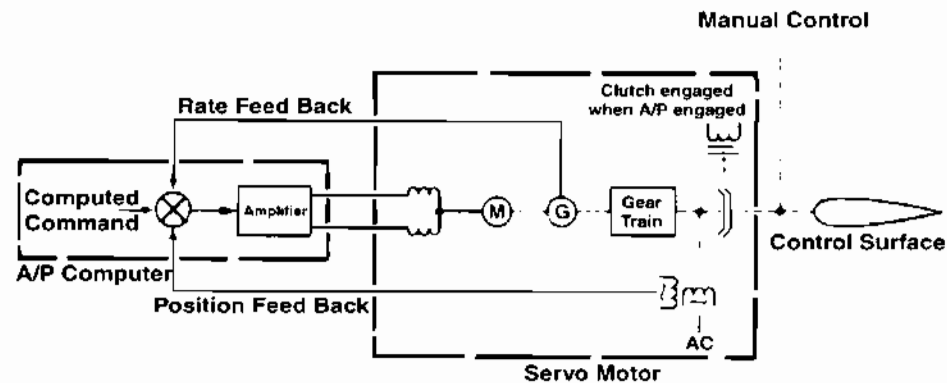 Manual Control
Clutch engaged
when A/P engaged
Rate Feed Back
Computed
Command
Amplifier
M
G
Gear
Train
Control Surface
A/P Computer
Position Feed Back
AC
Servo Motor